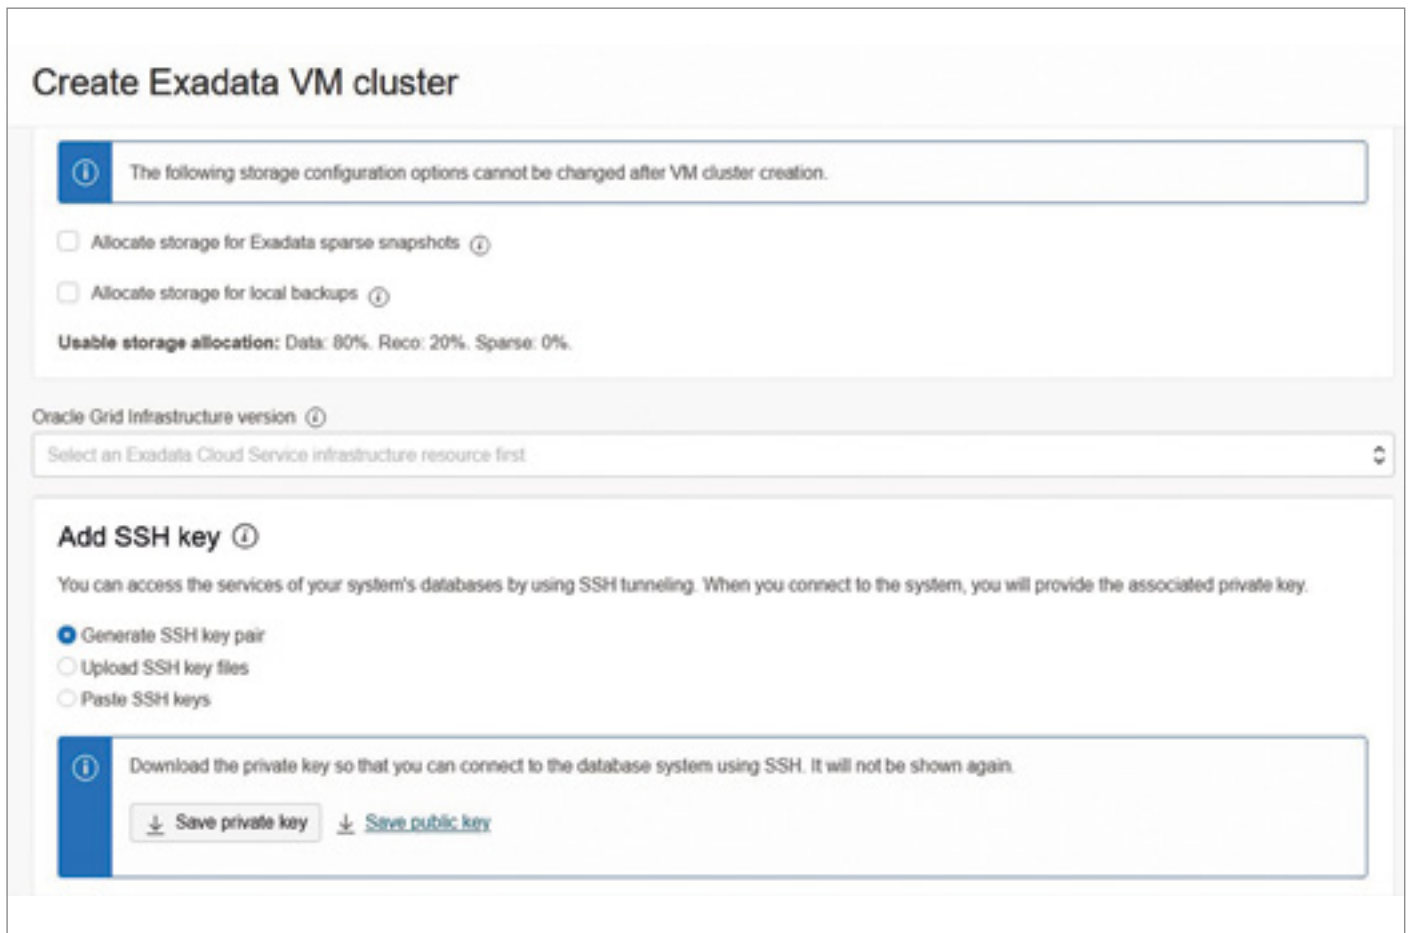 Create Exadata VM cluster
The following storage configuration options cannot be changed after VM cluster creation.
Allocate storage for Exadata sparse snapshots
Allocate storage for local backups
Usable storage allocation: Data: 80%. Reco: 20%. Sparse: 0%.
Oracle Grid Infrastructure version
Select an Exadata Cloud Service infrastructure resource first
Add SSH key
You can access the services of your system's databases by using SSH tunneling. When you connect to the system, you will provide the associated private key.
Generate SSH key pair
Upload SSH key files
Paste SSH keys
Download the private key so that you can connect to the database system using SSH. It will not be shown again.
Save private key Save public key